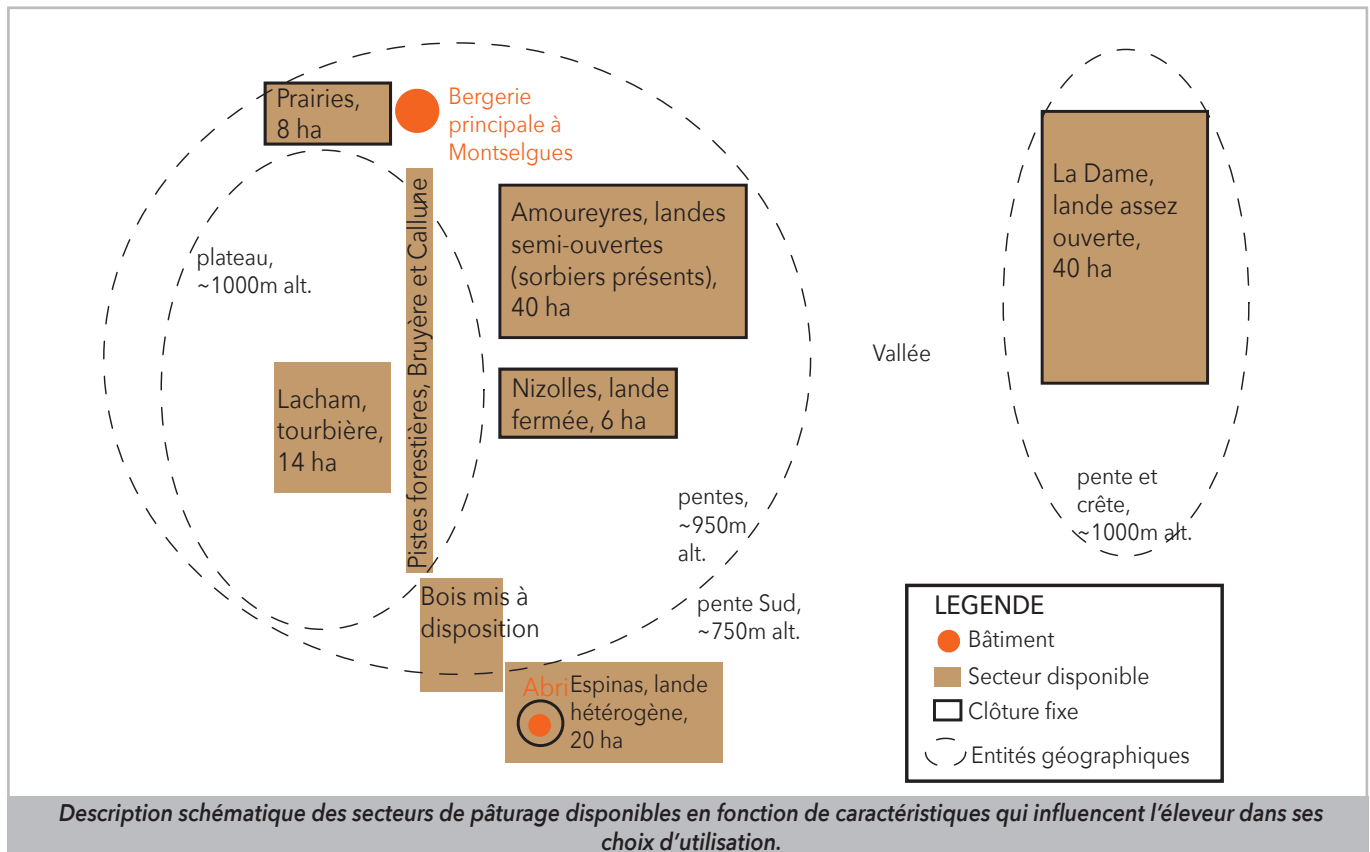 Prairies,
8 ha
Bergerie
principale à
Montselgues
plateau,
~1000m alt.
Pistes forestières, Bruyère et Callune
Amoureyres, landes
semi-ouvertes
(sorbiers présents),
40 ha
La Dame,
lande assez
ouverte,
40 ha
Vallée
Lacham,
tourbière,
14 ha
Nizolles, lande
fermée, 6 ha
pentes,
~950m
alt.
pente et
crête,
~1000m alt.
Bois mis à
disposition
pente Sud,
~750m alt.
Abri
Espinas, lande
hétérogène,
20 ha
LEGENDE
Bâtiment
Secteur disponible
Clôture fixe
Entités géographiques
Description schématique des secteurs de pâturage disponibles en fonction de caractéristiques qui influencent l’éleveur dans ses
choix d’utilisation.